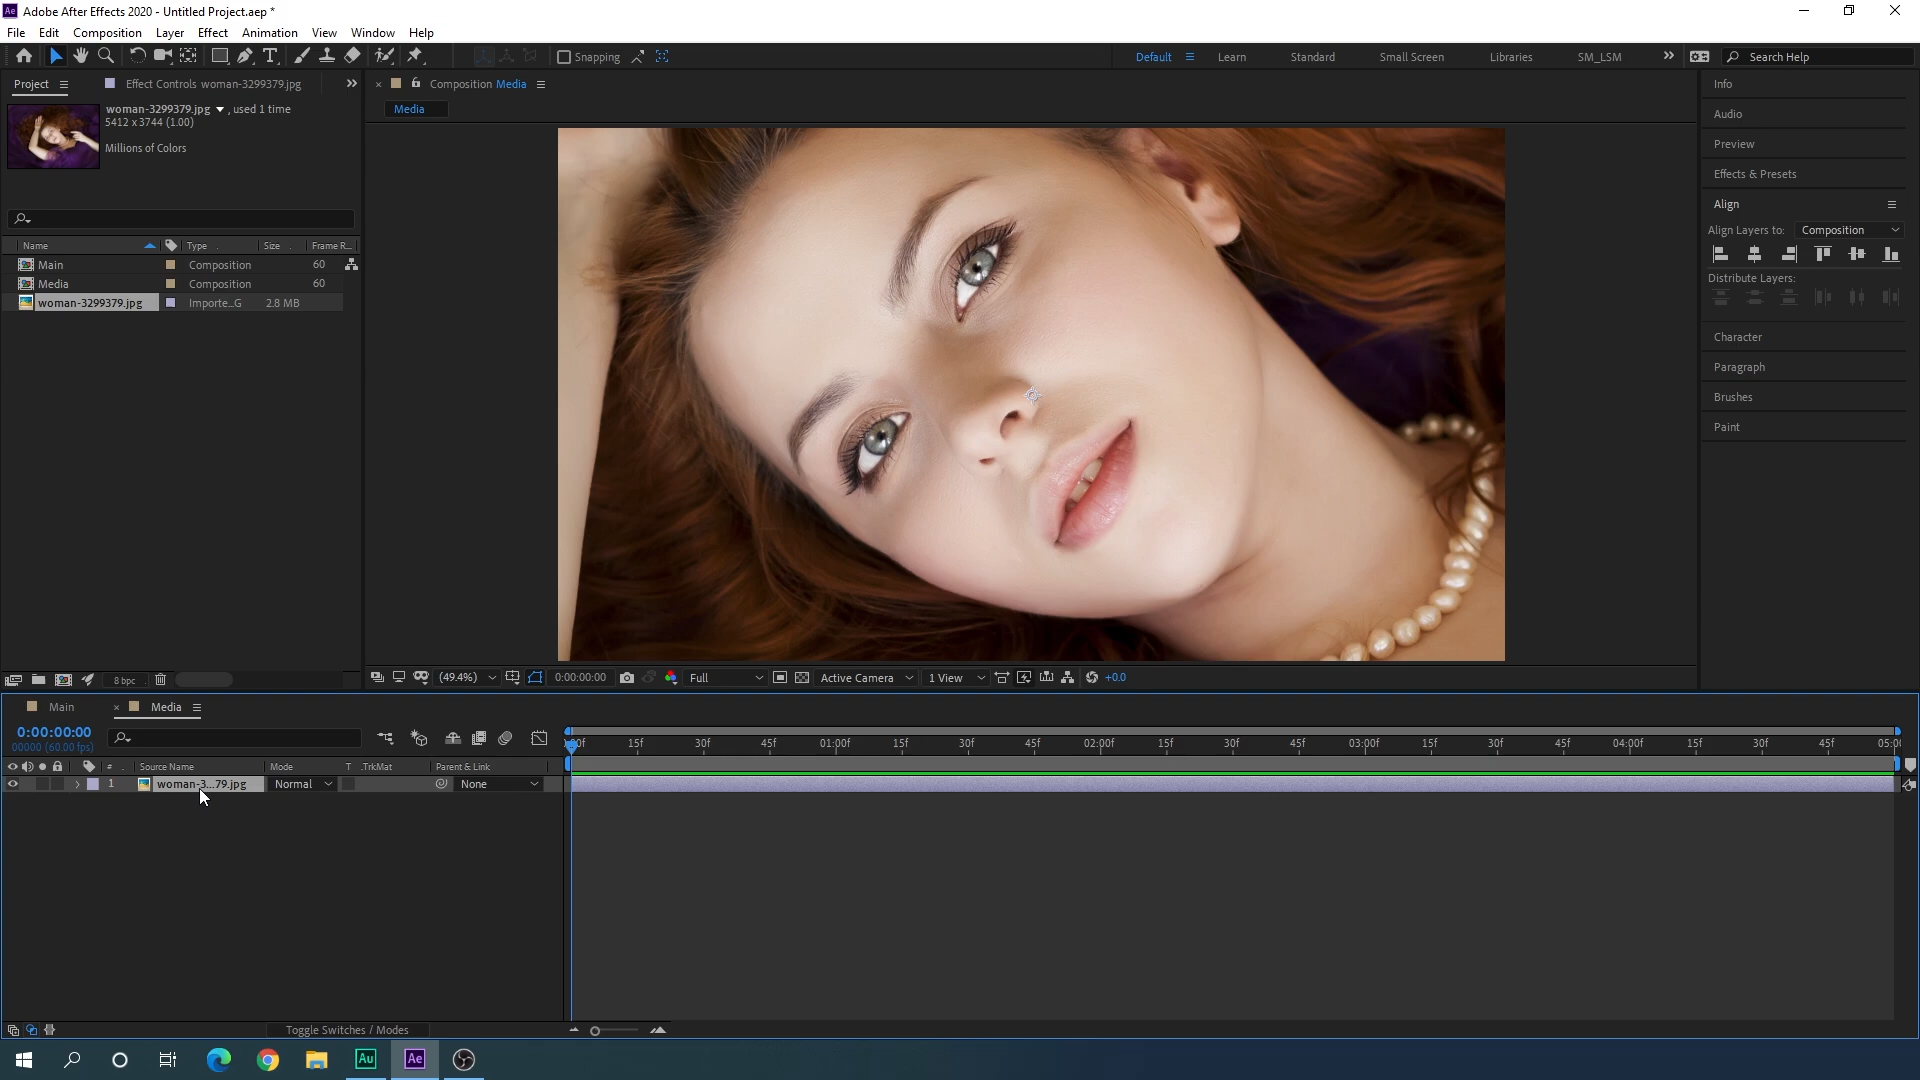 Ae Adobe After Effects 2020 - Untitled Project.aep *
File Edit Composition Layer Effect Animation View Window Help
Snapping
Default Learn Standard Small Screen Libraries SM_LSM Search Help
Project Effect Controls woman-3299379.jpg
Composition Media
Media
woman-3299379.jpg , used 1 time
5412 x 3744 (1.00)
Millions of Colors
Name Type Size Frame R...
Main Composition 60
Media Composition 60
woman-3299379.jpg Importe...G 2.8 MB
8 bpc
Info
Audio
Preview
Effects & Presets
Align
Align Layers to: Composition
Distribute Layers:
Character
Paragraph
Brushes
Paint
(49.4%) 0:00:00:00 Full Active Camera 1 View +0.0
Main Media
0:00:00:00
00000 (60.00 fps)
15f 30f 45f 01:00f 15f 30f 45f 02:00f 15f 30f 45f 03:00f 15f 30f 45f 04:00f 15f 30f 45f
# Source Name Mode T .TrkMat Parent & Link
1 woman-3...79.jpg Normal None
Toggle Switches / Modes
Au Ae